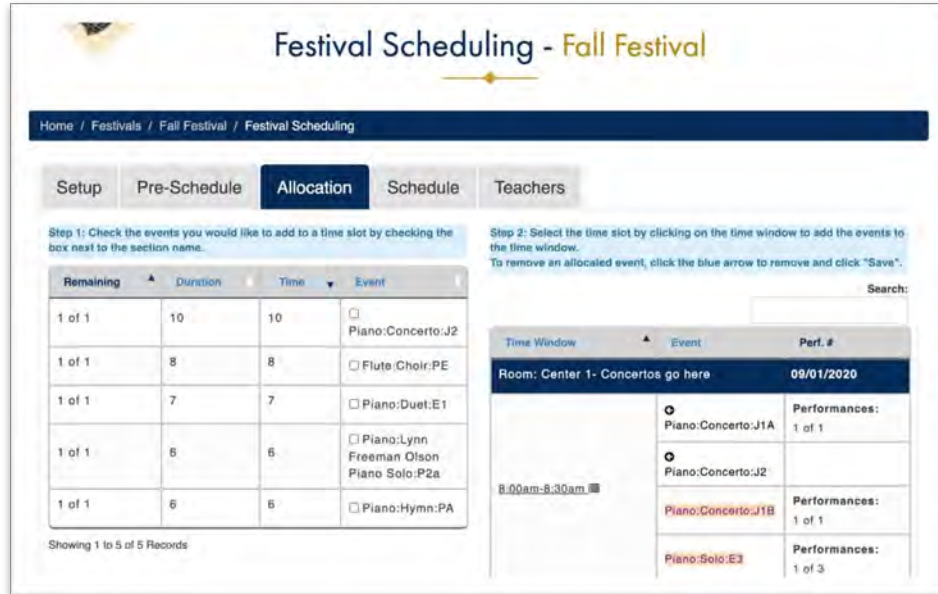 Festival Scheduling - Fall Festival
Home / Festivals / Fall Festival / Festival Scheduling
Setup Pre-Schedule Allocation Schedule Teachers
Step 1: Check the events you would like to add to a time slot by checking the
box next to the section name.
Remaining Duration Time Event
1 of 1 10 10 Piano:Concerto:J2
1 of 1 8 8 Flute:Choir:PE
1 of 1 7 7 Piano:Duet:E1
1 of 1 6 6 Piano:Lynn
Freeman Olson
Piano Solo:P2a
1 of 1 6 6 Piano:Hymn:PA
Showing 1 to 5 of 5 Records
Step 2: Select the time slot by clicking on the time window to add the events to
the time window.
To remove an allocated event, click the blue arrow to remove and click "Save".
Search:
Time Window Event Perf. #
Room: Center 1- Concertos go here 09/01/2020
8:00am-8:30am
Piano:Concerto:J1A
Performances:
1 of 1
Piano:Concerto:J2
Piano:Concerto:J1B
Performances:
1 of 1
Piano:Solo:E3
Performances:
1 of 3